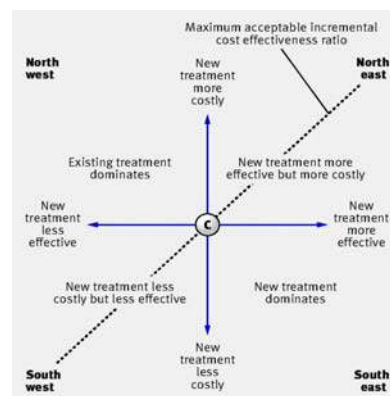 Maximum acceptable incremental
cost effectiveness ratio
North
west
New
treatment
more
costly
North
east
Existing treatment
dominates
New treatment more
effective but more costly
New
treatment
less
effective
C
New
treatment
more
effective
New treatment less
costly but less effective
New treatment
dominates
South
west
New
treatment
less
costly
South
east